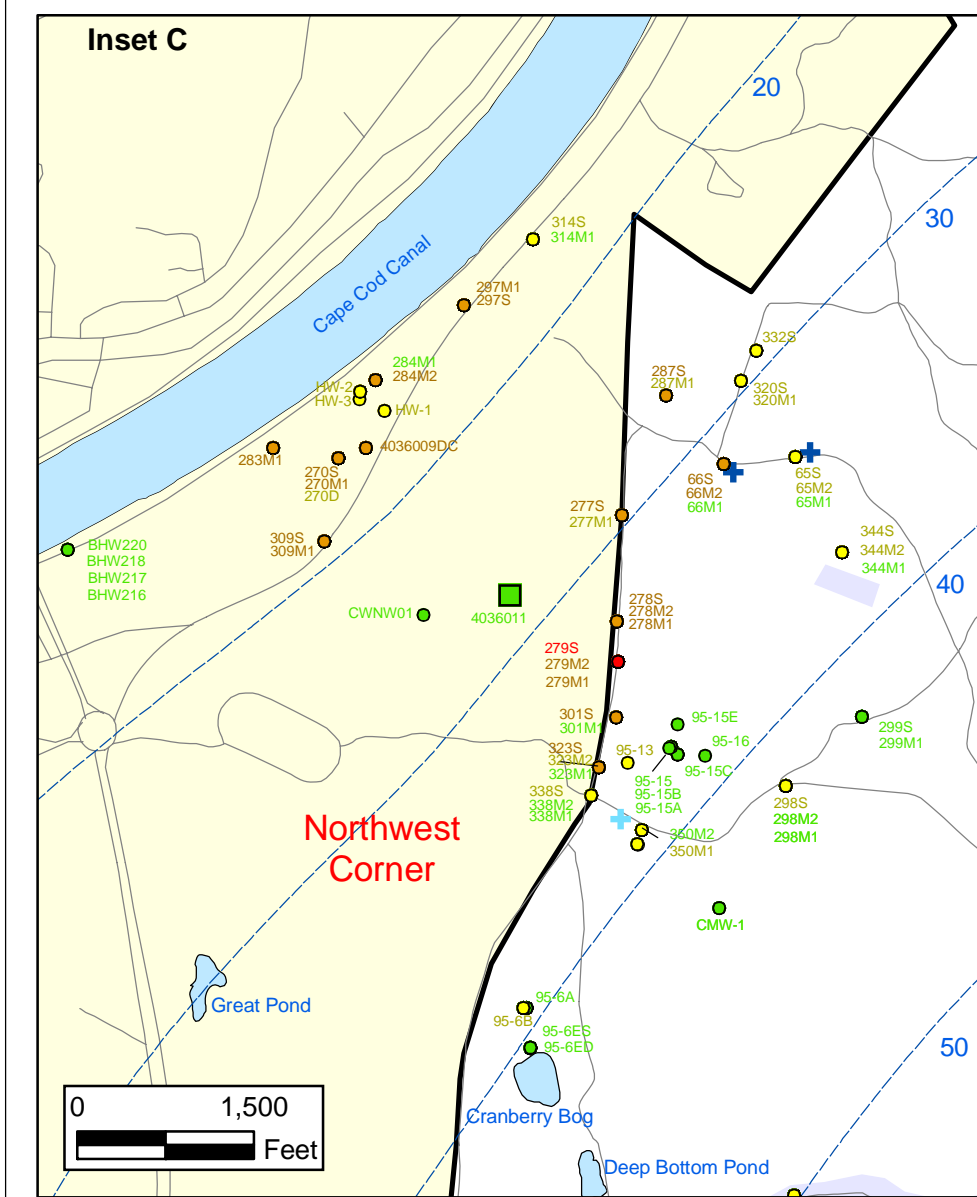 Inset C
20
30
314S
314M1
Cape Cod Canal
297M1
297S
332S
284M1
284M2
287S
287M1
320S
320M1
HW-2
HW-3
HW-1
283M1
4036009DC
270S
270M1
270D
66S
66M2
66M1
65S
65M2
65M1
277S
277M1
309S
309M1
344S
344M2
344M1
BHW220
BHW218
BHW217
BHW216
40
CWNW01
4036011
278S
278M2
278M1
279S
279M2
279M1
301S
301M1
95-15E
299S
299M1
323S
323M2
323M1
95-13
95-16
95-15C
95-15
95-15B
95-15A
338S
338M2
338M1
298S
298M2
298M1
Northwest
Corner
350M2
350M1
CMW-1
Great Pond
95-6A
95-6B
95-6ES
95-6ED
50
0
1,500
Feet
Cranberry Bog
Deep Bottom Pond